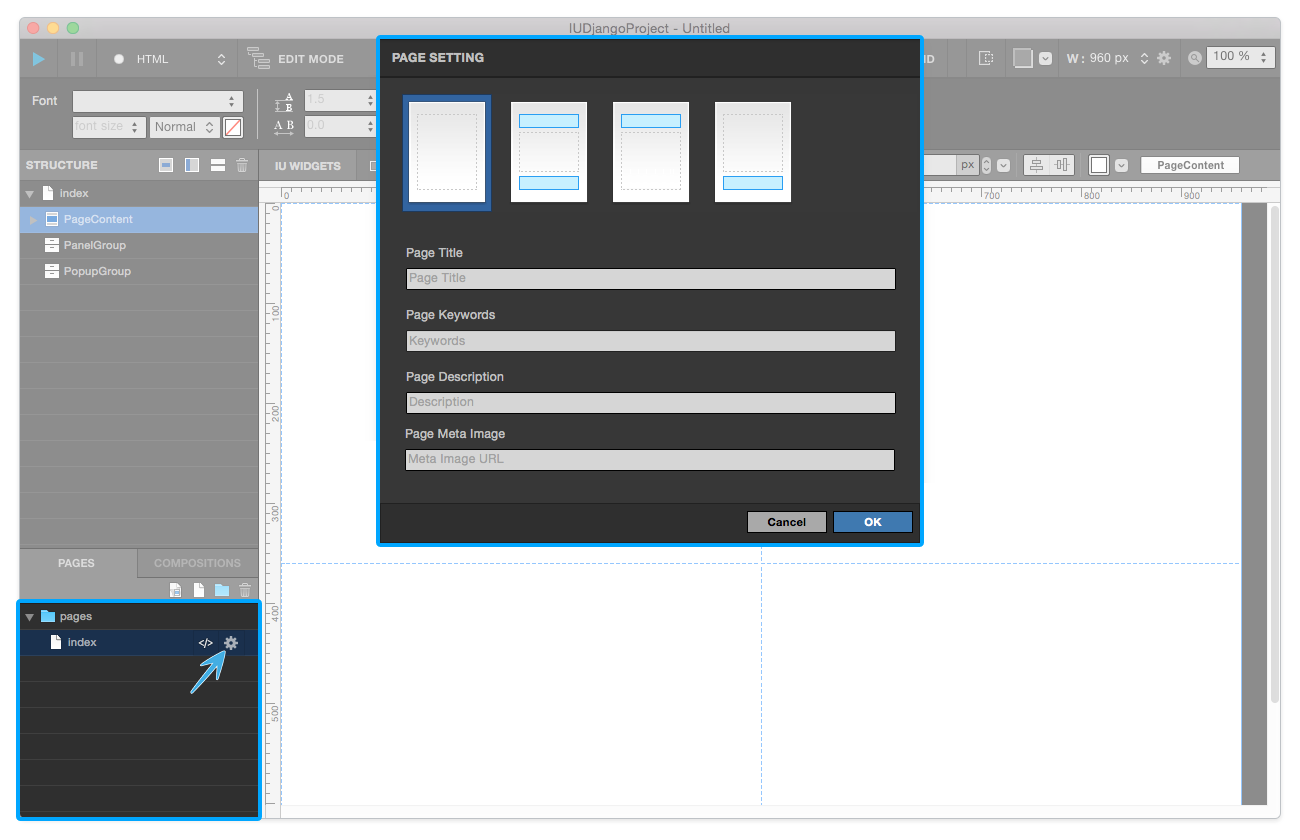 IUDjangoProject - Untitled
HTML
EDIT MODE
W: 960 px
100 %
Font
font size
Normal
A
B
1.5
A B
0.0
STRUCTURE
IU WIDGETS
px
PageContent
index
PageContent
PanelGroup
PopupGroup
0
700
800
900
0
100
200
300
400
500
PAGE SETTING
Page Title
Page Title
Page Keywords
Keywords
Page Description
Description
Page Meta Image
Meta Image URL
Cancel
OK
PAGES
COMPOSITIONS
pages
index
</>